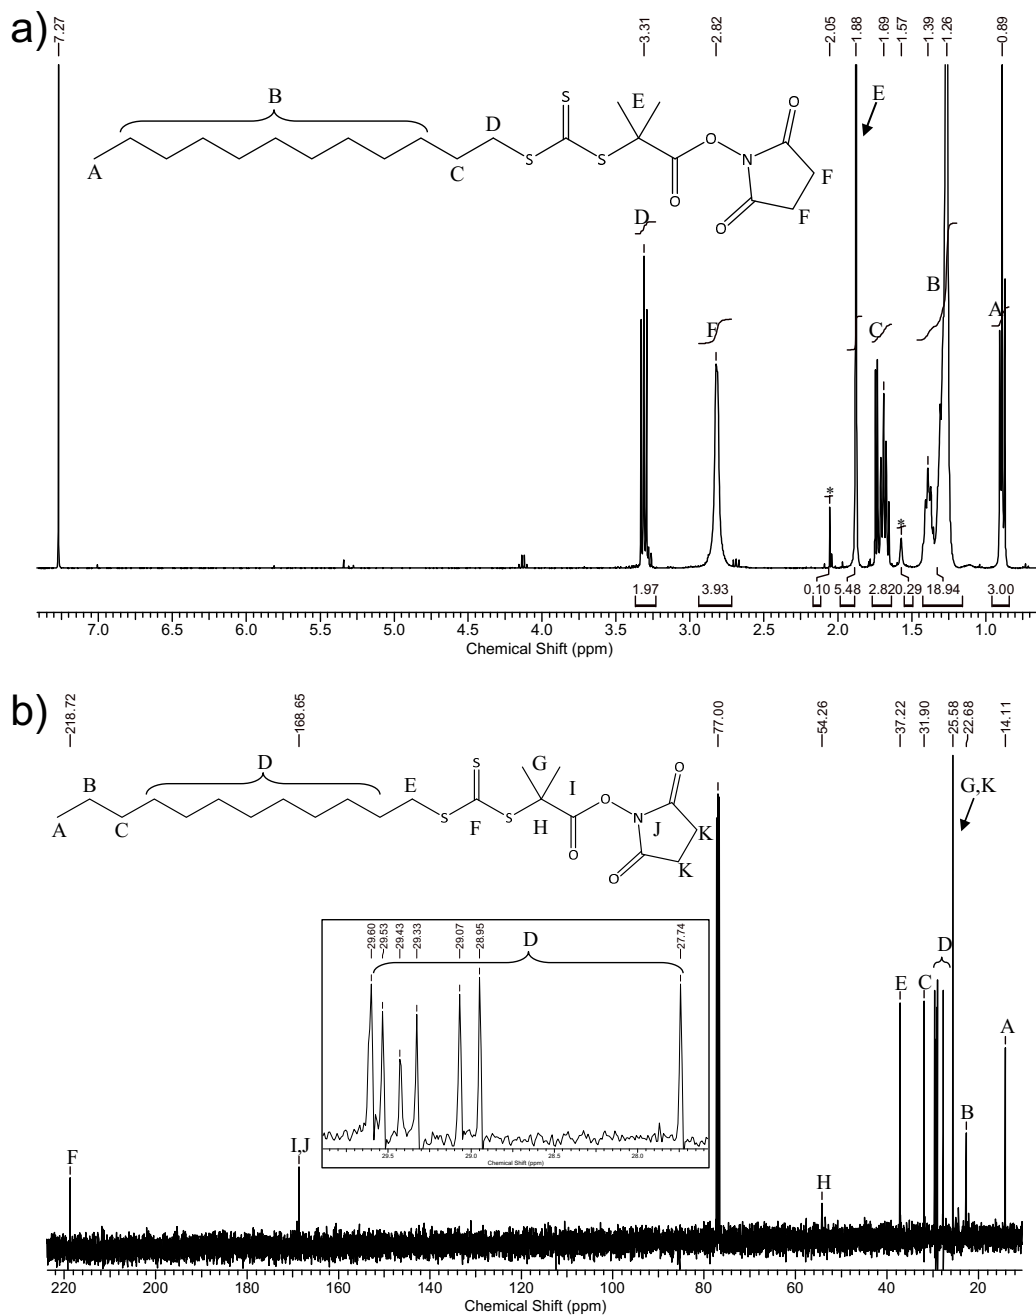 a)
7.27
3.31
2.82
2.05
1.88
1.69
1.57
1.39
1.26
0.89
B
A
C
D
S
S
S
E
O
O
N
O
O
F
F
E
D
F
*
C
*
B
A
1.97 3.93 0.10 5.48 2.82 0.29 18.94 3.00
7.0 6.5 6.0 5.5 5.0 4.5 4.0 3.5 3.0 2.5 2.0 1.5 1.0
Chemical Shift (ppm)
b)
218.72
168.65
77.00
54.26
37.22
31.90
25.58
22.68
14.11
A
B
C
D
E
S
S
F
S
G
H
I
O
O
N
J
O
O
K
K
G,K
29.60
29.53
29.43
29.33
29.07
28.95
27.74
D
29.5 29.0 28.5 28.0
Chemical Shift (ppm)
F
I,J
H
E
C
D
B
A
220 200 180 160 140 120 100 80 60 40 20
Chemical Shift (ppm)